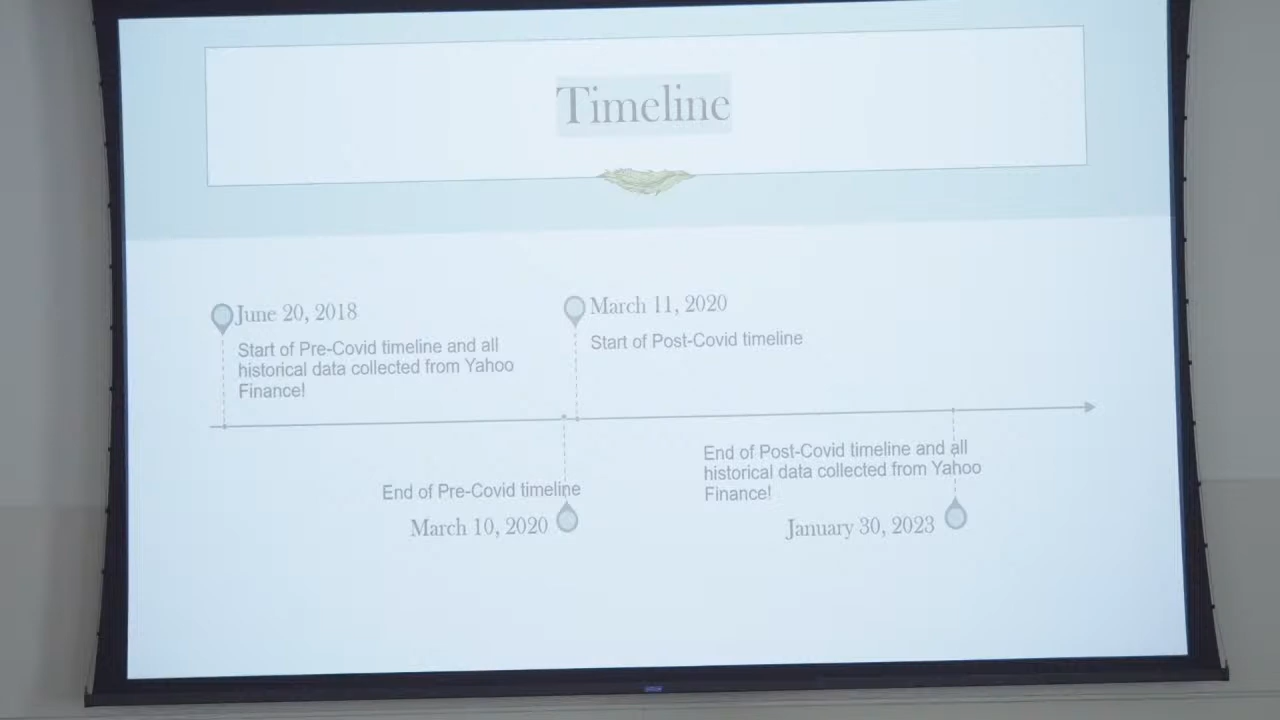 Timeline
June 20, 2018
Start of Pre-Covid timeline and all
historical data collected from Yahoo
Finance!
March 11, 2020
Start of Post-Covid timeline
End of Pre-Covid timeline
March 10, 2020
End of Post-Covid timeline and all
historical data collected from Yahoo
Finance!
January 30, 2023